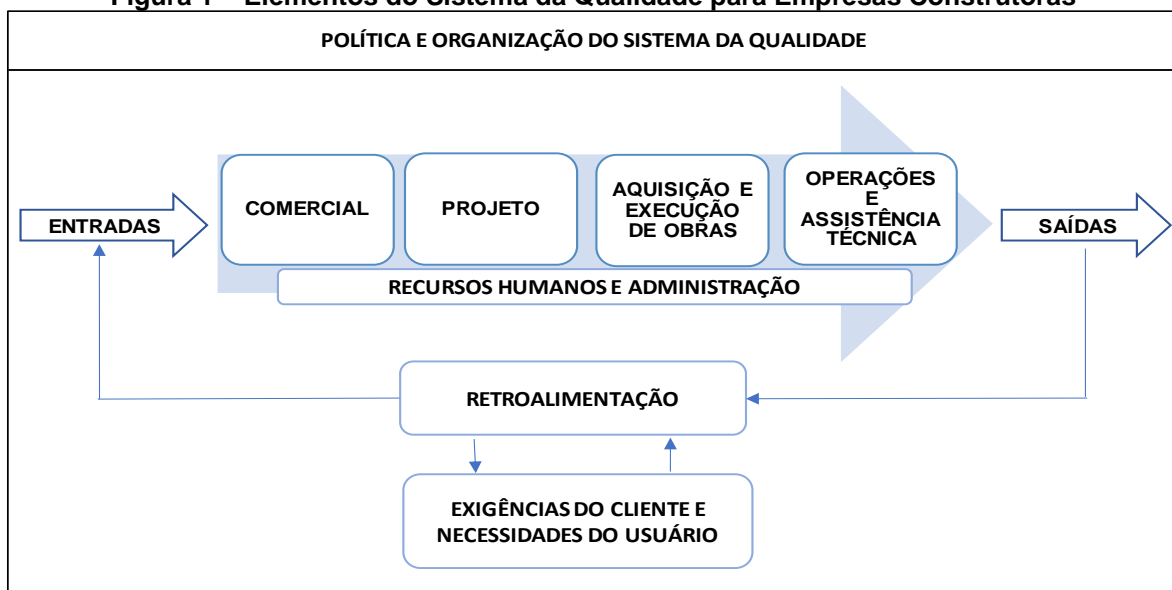 Figura 1 – Elementos do Sistema da Qualidade para Empresas Construtoras
POLÍTICA E ORGANIZAÇÃO DO SISTEMA DA QUALIDADE
ENTRADAS
COMERCIAL
PROJETO
AQUISIÇÃO E
EXECUÇÃO
DE OBRAS
OPERAÇÕES
E
ASSISTÊNCIA
TÉCNICA
SAÍDAS
RECURSOS HUMANOS E ADMINISTRAÇÃO
RETROALIMENTAÇÃO
EXIGÊNCIAS DO CLIENTE E
NECESSIDADES DO USUÁRIO